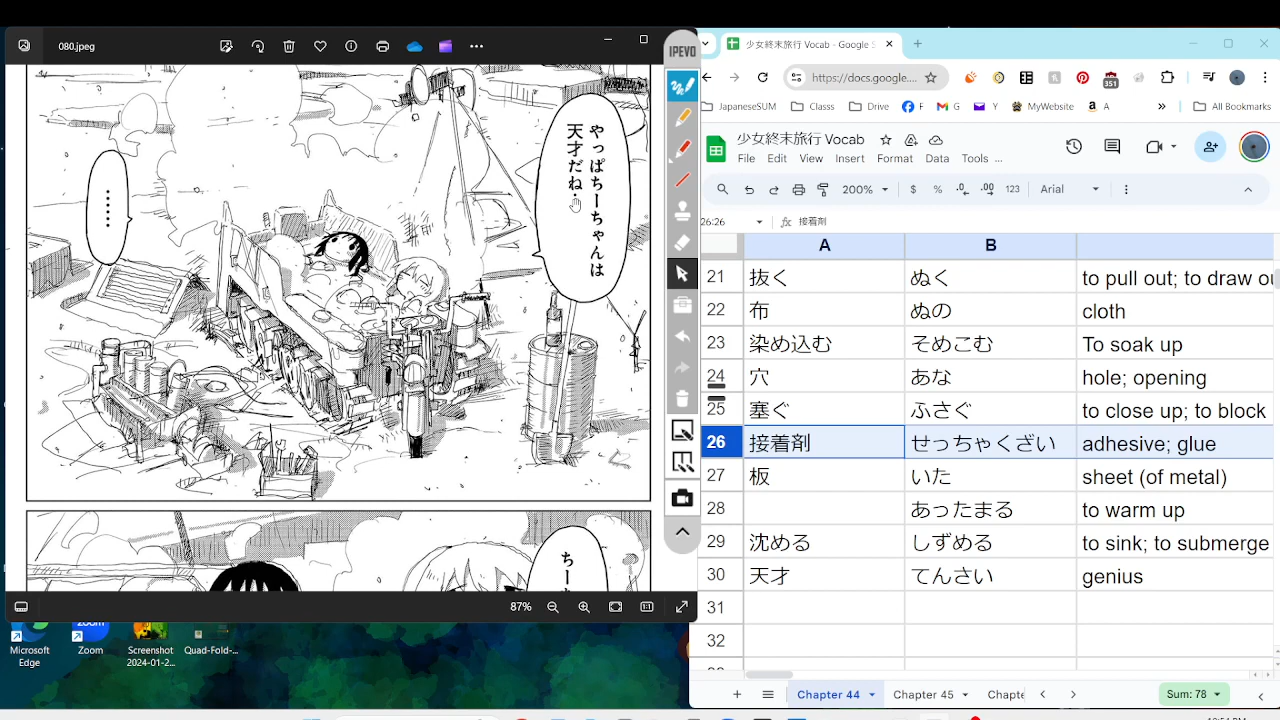 080.jpeg
やっぱちーちゃんは
天才だね
………
ちー
87%
Microsoft
Edge
Zoom
Screenshot
2024-01-2...
Quad-Fold-...
IPEVO
少女終末旅行 Vocab - Google S
https://docs.google....
JapaneseSUM
Classs
Drive
F
G
Y
MyWebsite
a
A
»
All Bookmarks
少女終末旅行 Vocab
File Edit View Insert Format Data Tools ...
200%
$ % .0 .00 123 Arial
26:26
fx 接着剤
A B
21 抜く ぬく to pull out; to draw ou
22 布 ぬの cloth
23 染め込む そめこむ To soak up
24 穴 あな hole; opening
25 塞ぐ ふさぐ to close up; to block
26 接着剤 せっちゃくざい adhesive; glue
27 板 いた shaet (of metal)
28 あったまる to warm up
29 沈める しずめる to sink; to submerge
30 天才 てんさい genius
31
32
Chapter 44
Chapter 45
Chapte
Sum: 78